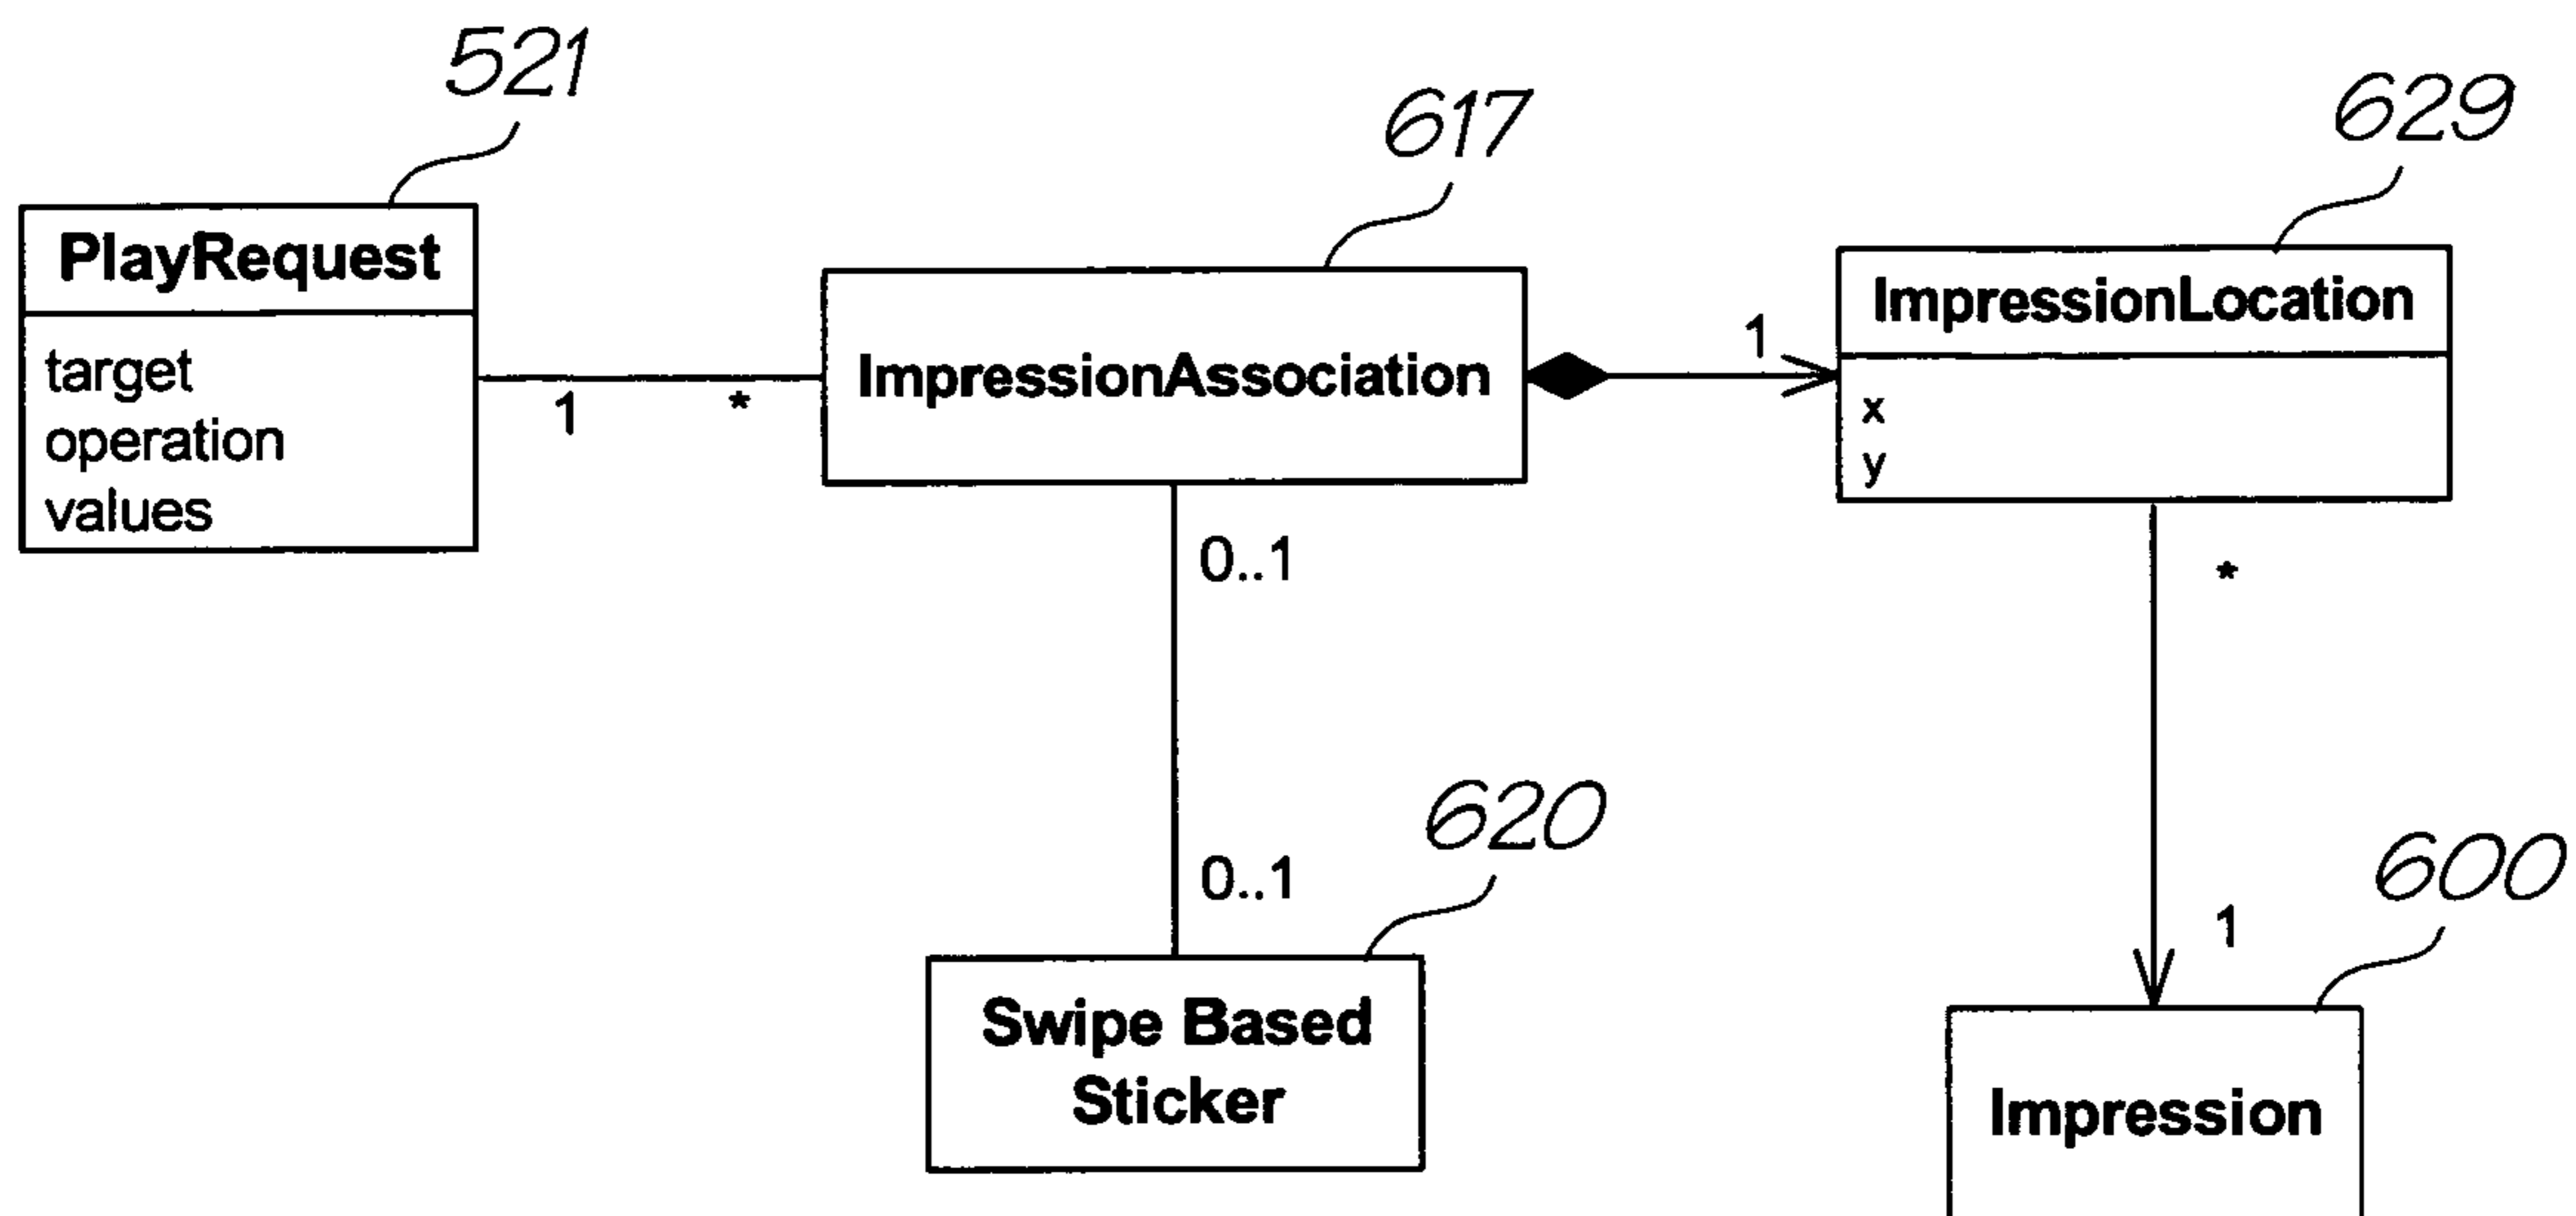 521
617
629
PlayRequest
target
operation
values
1
*
ImpressionAssociation
1
ImpressionLocation
x
y
0..1
*
0..1
620
1
600
Swipe Based
Sticker
Impression